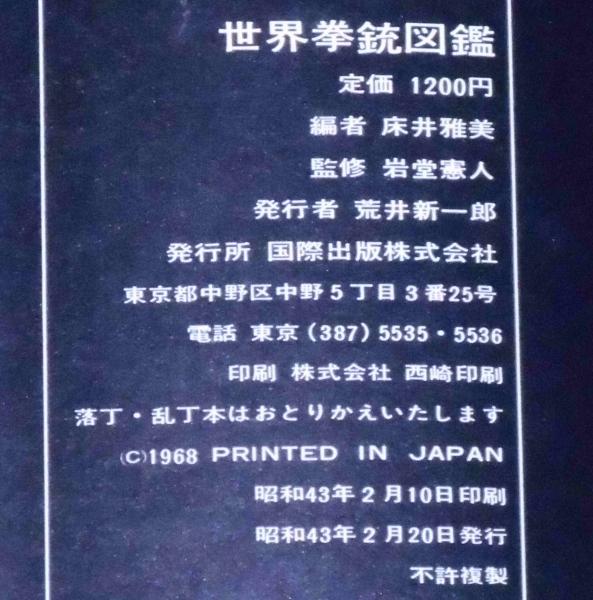 世界拳銃図鑑
定価 1200円
編者 床井雅美
監修 岩堂憲人
発行者 荒井新一郎
発行所 国際出版株式会社
東京都中野区中野5丁目3番25号
電話 東京(387)5535・5536
印刷 株式会社 西崎印刷
落丁・乱丁本はおとりかえいたします
(C)1968 PRINTED IN JAPAN
昭和43年2月10日印刷
昭和43年2月20日発行
不許複製